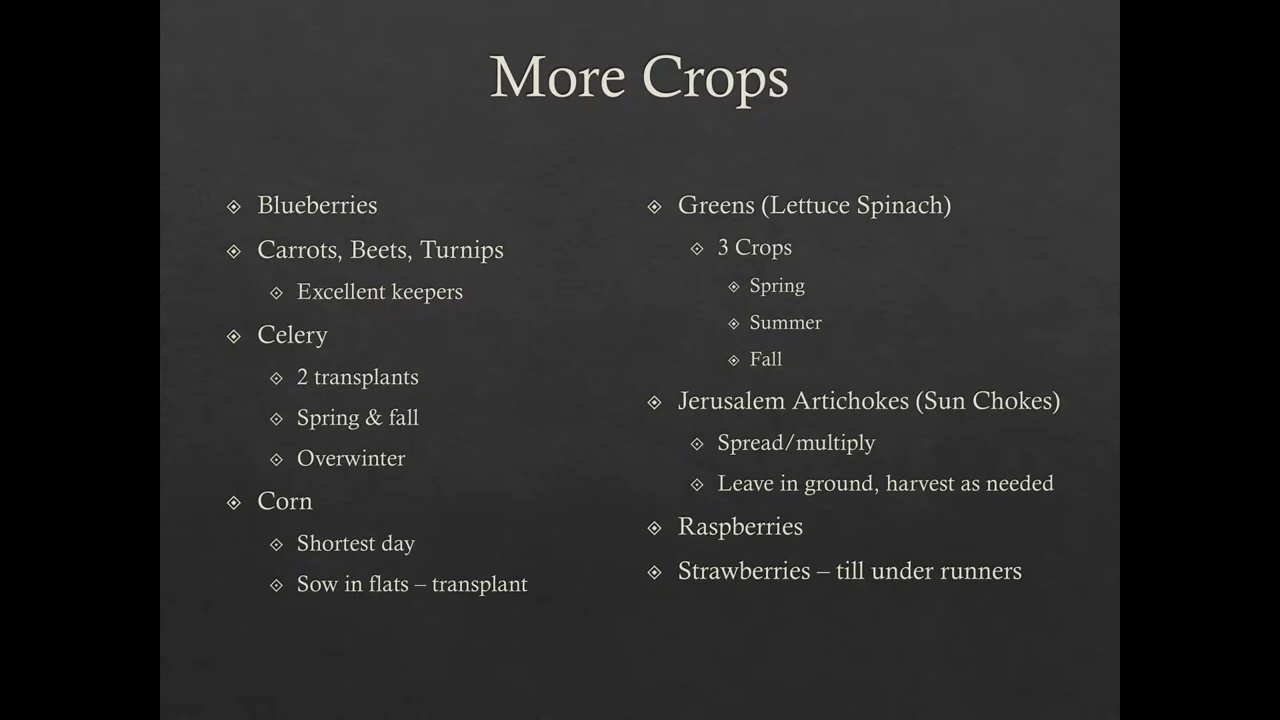 More Crops
Blueberries
Carrots, Beets, Turnips
Excellent keepers
Celery
2 transplants
Spring & fall
Overwinter
Corn
Shortest day
Sow in flats – transplant
Greens (Lettuce Spinach)
3 Crops
Spring
Summer
Fall
Jerusalem Artichokes (Sun Chokes)
Spread/multiply
Leave in ground, harvest as needed
Raspberries
Strawberries – till under runners